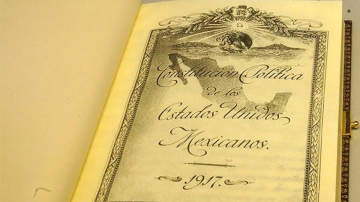 Constitución Política
de los
Estados Unidos
Mexicanos.
1917.